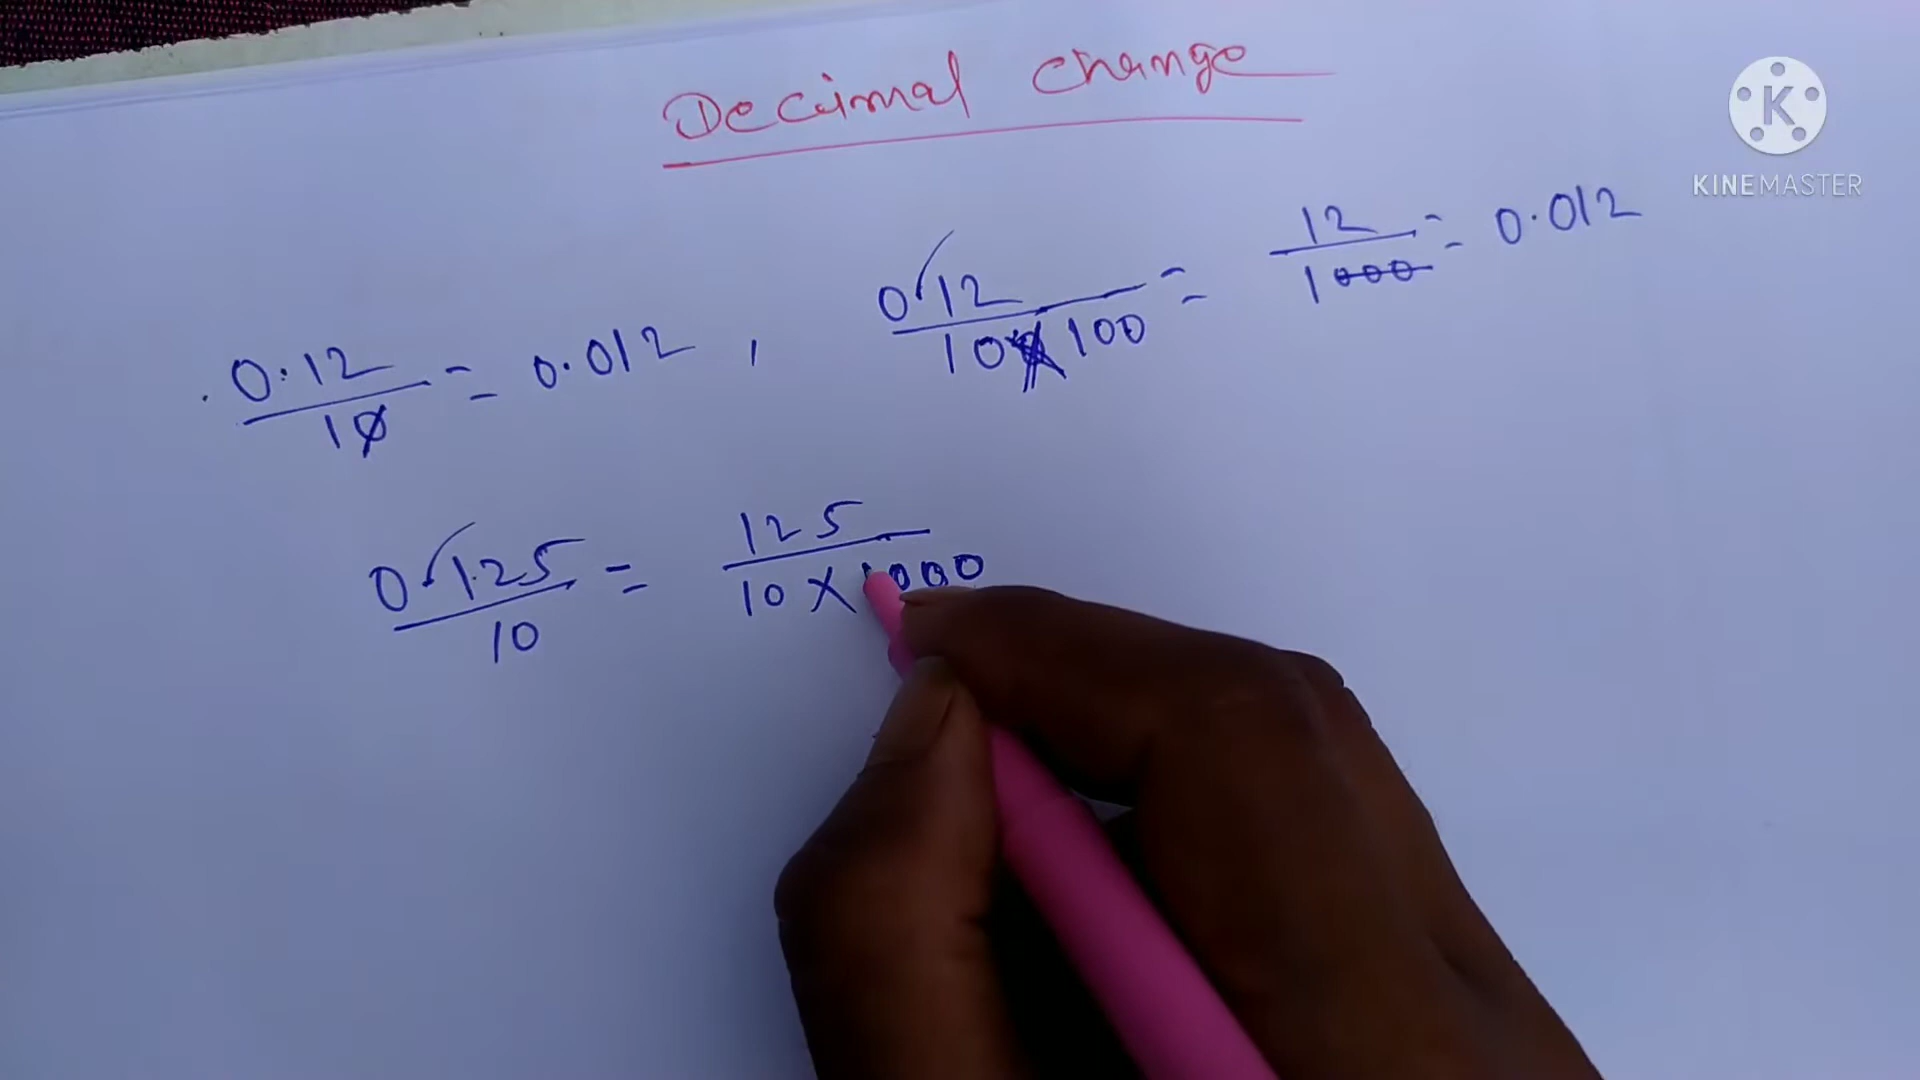 Decimal change
K
KINEMASTER
0.12/10 = 0.012 , 0.12/10 × 100 = 12/1000 = 0.012
0.125/10 = 125/10 × 1000